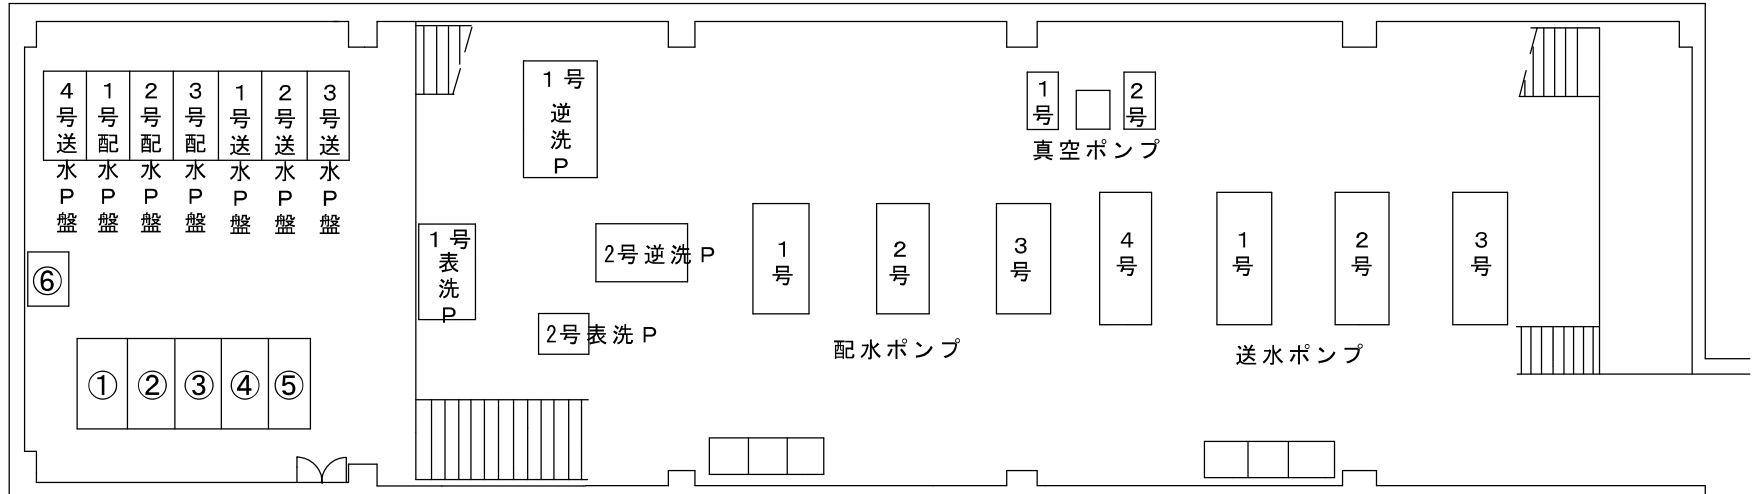 4号送水P盤
1号配水P盤
2号配水P盤
3号配水P盤
1号送水P盤
2号送水P盤
3号送水P盤
⑥
①
②
③
④
⑤
1号
逆洗P
1号表洗P
2号逆洗P
2号表洗P
1号
2号
3号
配水ポンプ
1号
2号
真空ポンプ
4号
1号
2号
3号
送水ポンプ